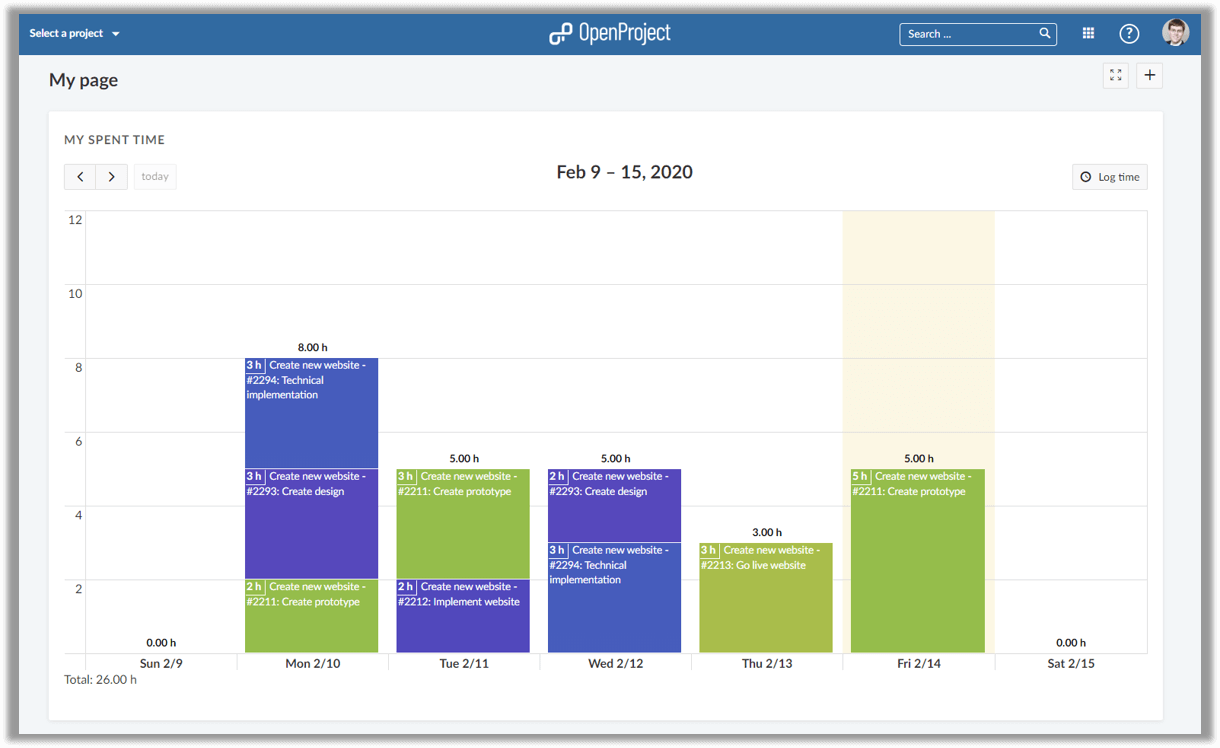 Select a project
OpenProject
Search ...
?
My page
MY SPENT TIME
today
Feb 9 – 15, 2020
Log time
12
10
8
6
4
2
0.00 h
8.00 h
3 h Create new website -
#2294: Technical
implementation
3 h Create new website -
#2293: Create design
2 h Create new website -
#2211: Create prototype
5.00 h
3 h Create new website -
#2211: Create prototype
2 h Create new website -
#2212: Implement website
5.00 h
2 h Create new website -
#2293: Create design
3 h Create new website -
#2294: Technical
implementation
3.00 h
3 h Create new website -
#2213: Go live website
5.00 h
5 h Create new website -
#2211: Create prototype
0.00 h
Sun 2/9
Mon 2/10
Tue 2/11
Wed 2/12
Thu 2/13
Fri 2/14
Sat 2/15
Total: 26.00 h